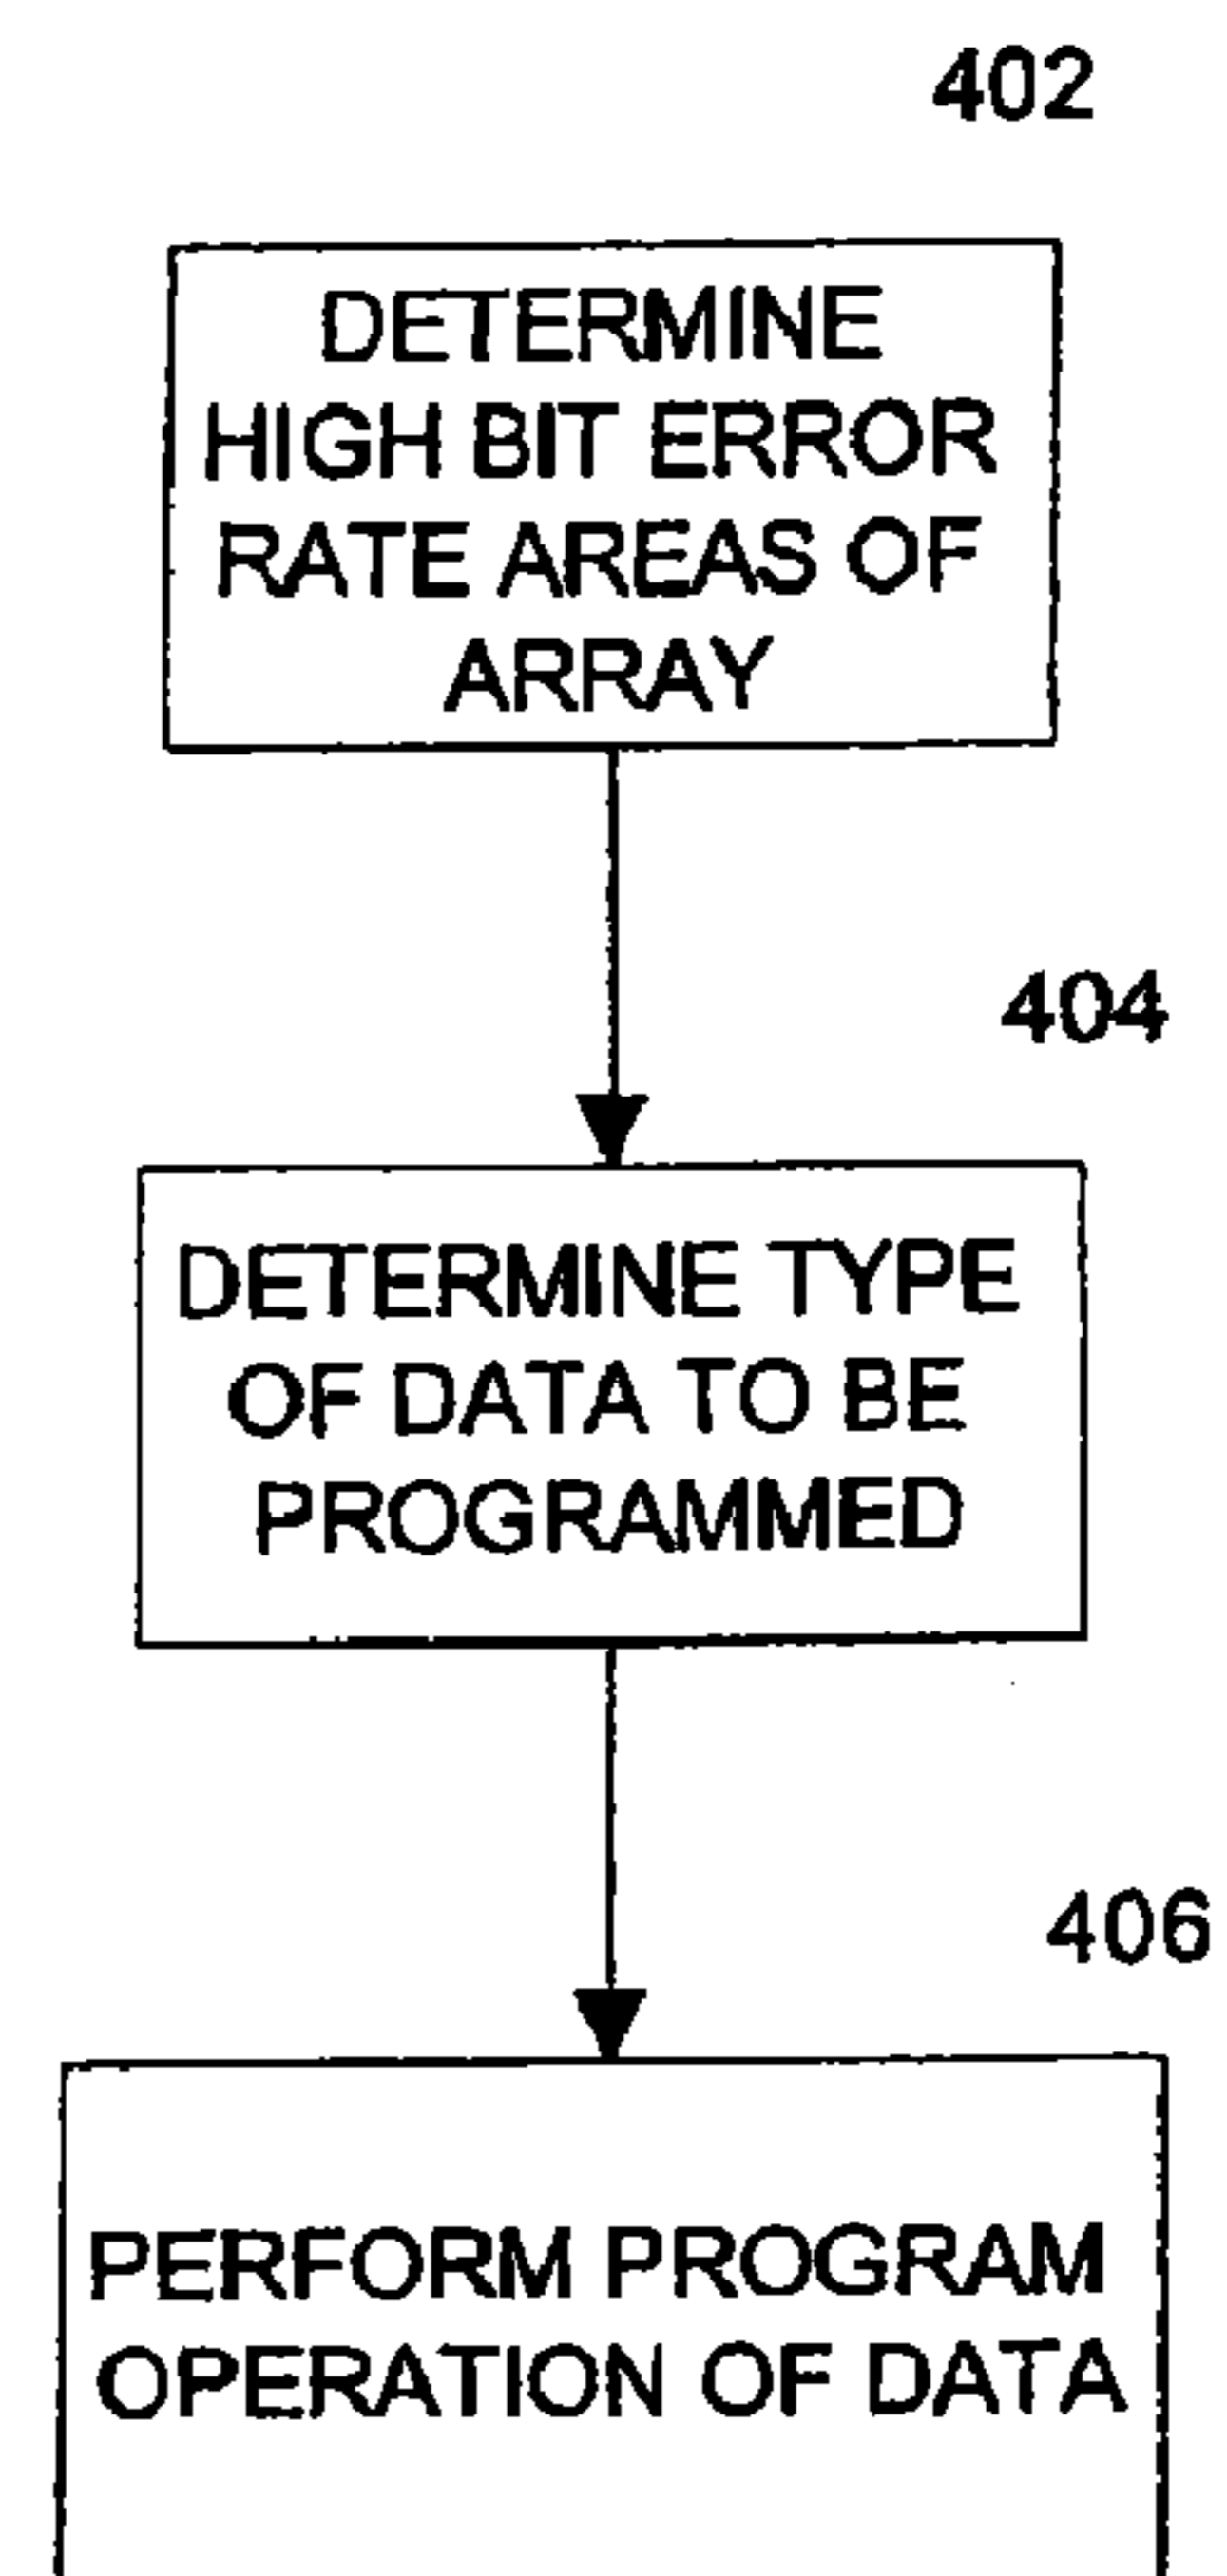 402
DETERMINE
HIGH BIT ERROR
RATE AREAS OF
ARRAY
404
DETERMINE TYPE
OF DATA TO BE
PROGRAMMED
406
PERFORM PROGRAM
OPERATION OF DATA